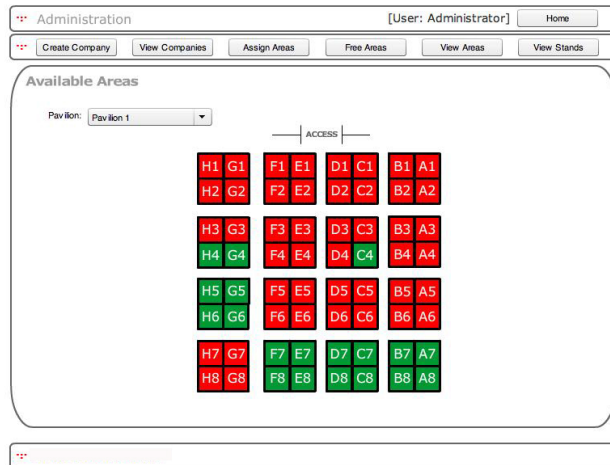 Administration [User: Administrator] Home
Create Company View Companies Assign Areas Free Areas View Areas View Stands
Available Areas
Pavilion: Pavilion 1
ACCESS
H1 G1 F1 E1 D1 C1 B1 A1
H2 G2 F2 E2 D2 C2 B2 A2
H3 G3 F3 E3 D3 C3 B3 A3
H4 G4 F4 E4 D4 C4 B4 A4
H5 G5 F5 E5 D5 C5 B5 A5
H6 G6 F6 E6 D6 C6 B6 A6
H7 G7 F7 E7 D7 C7 B7 A7
H8 G8 F8 E8 D8 C8 B8 A8